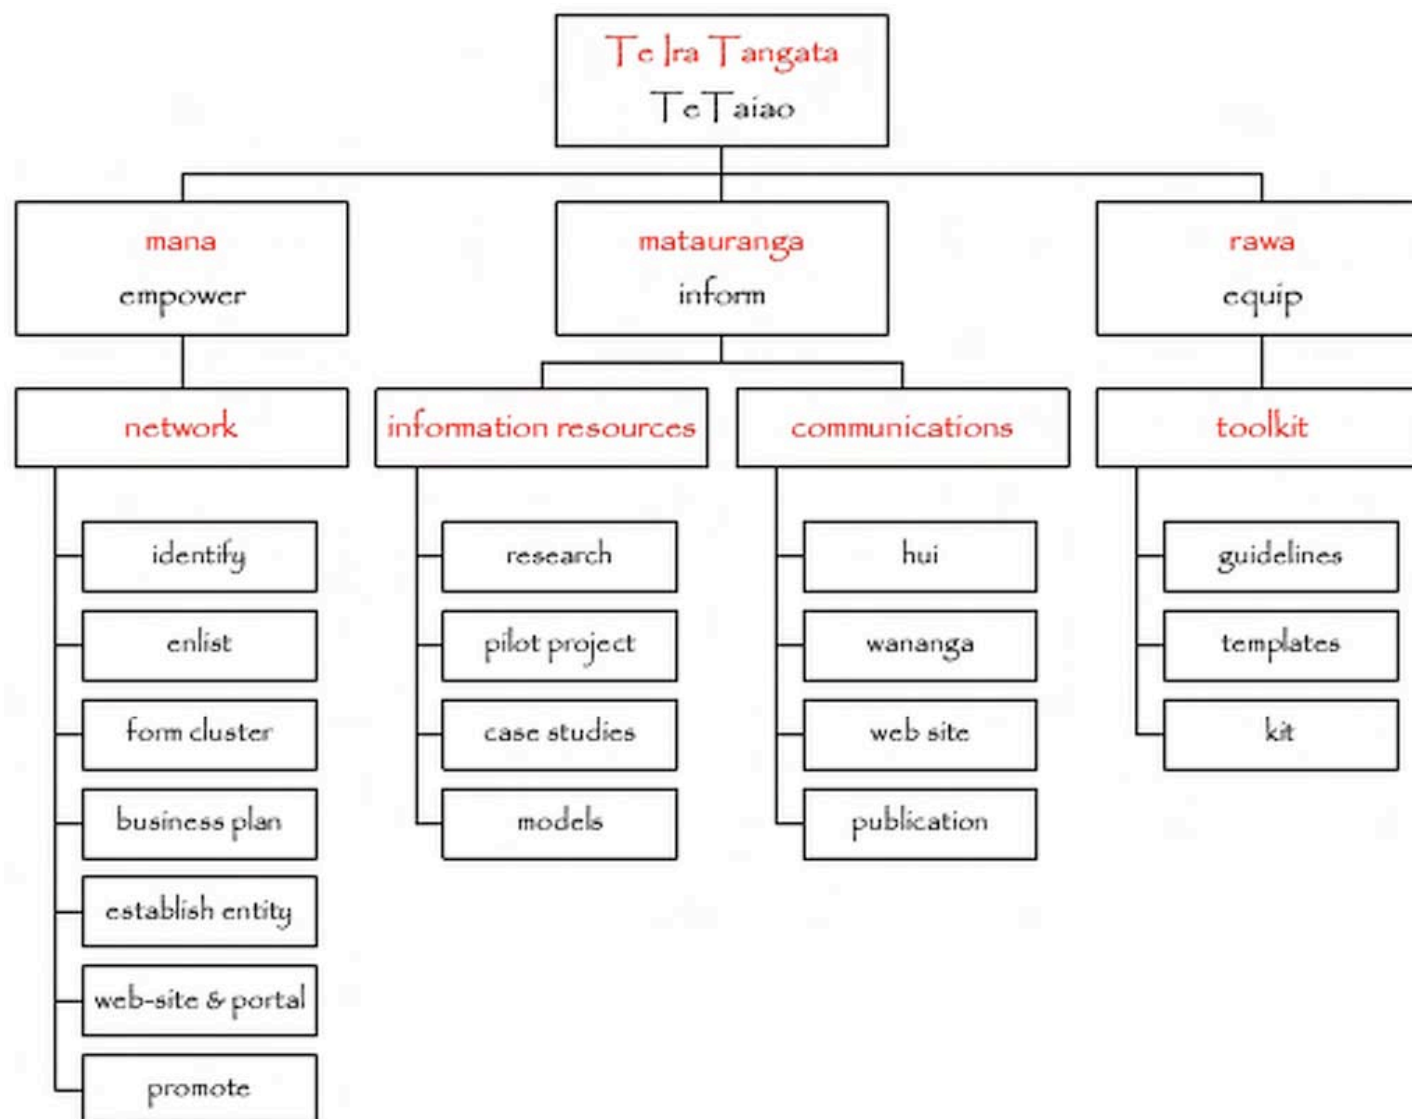 Te Ira Tangata
Te Taiao
mana
empower
matauranga
inform
rawa
equip
network
information resources
communications
toolkit
identify
enlist
form cluster
business plan
establish entity
web-site & portal
promote
research
pilot project
case studies
models
hui
wananga
web site
publication
guidelines
templates
kit